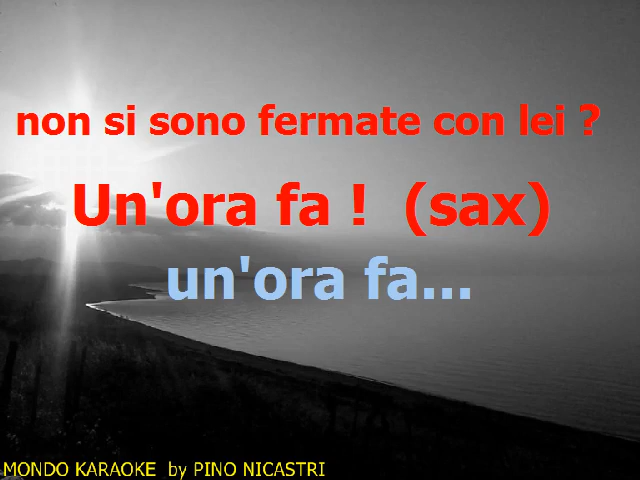 non si sono fermate con lei ?
Un'ora fa !  (sax)
un'ora fa...
MONDO KARAOKE  by PINO NICASTRI